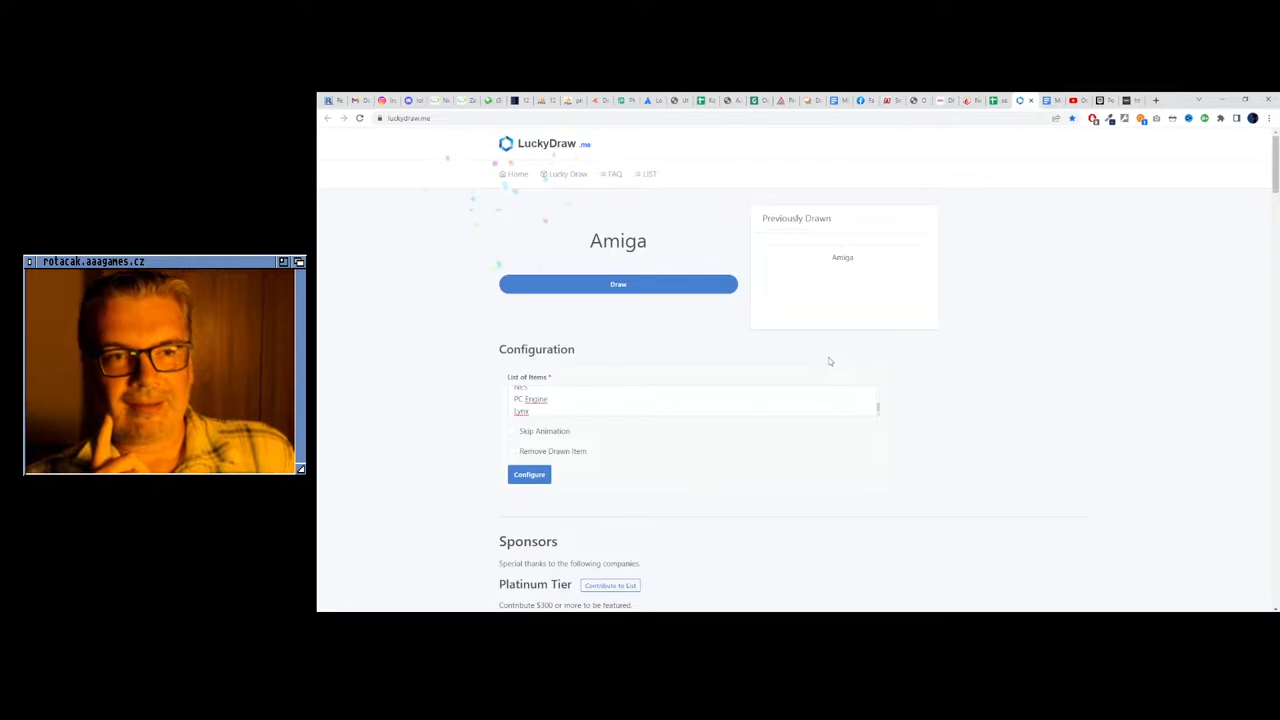 rotacak.aaagames.cz
luckydraw.me
LuckyDraw .me
Home Lucky Draw FAQ LIST
Amiga
Draw
Previously Drawn
Amiga
Configuration
List of Items *
NES
PC Engine
Lynx
Skip Animation
Remove Drawn Item
Configure
Sponsors
Special thanks to the following companies.
Platinum Tier Contribute to List
Contribute $300 or more to be featured.